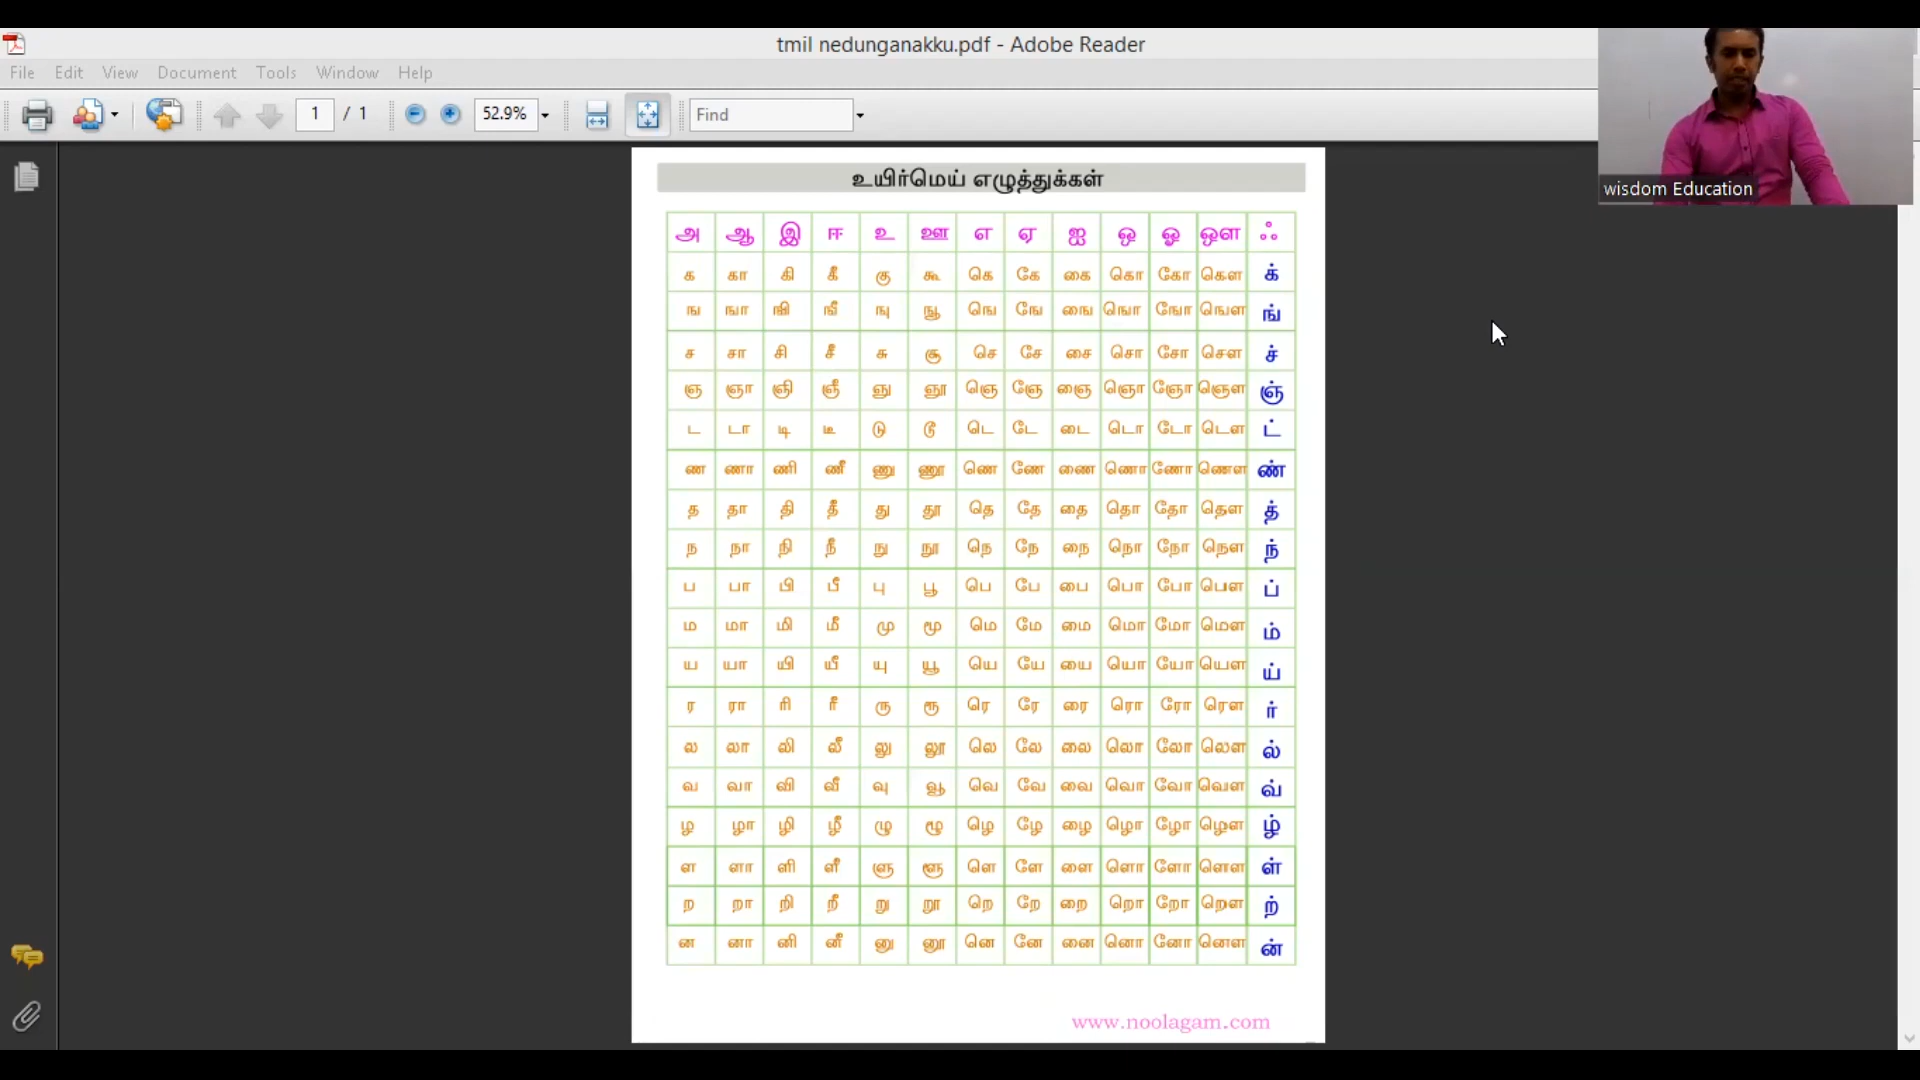 tmil nedunganakku.pdf - Adobe Reader
File Edit View Document Tools Window Help
1 / 1 52.9% Find
wisdom Education
உயிர்மெய் எழுத்துக்கள்
அ ஆ இ ஈ உ ஊ எ ஏ ஐ ஒ ஓ ஔ ஃ
க கா கி கீ கு கூ கெ கே கை கொ கோ கௌ க்
ங ஙா ஙி ஙீ ஙு ஙூ ஙெ ஙே ஙை ஙொ ஙோ ஙௌ ங்
ச சா சி சீ சு சூ செ சே சை சொ சோ சௌ ச்
ஞ ஞா ஞி ஞீ ஞு ஞூ ஞெ ஞே ஞை ஞொ ஞோ ஞௌ ஞ்
ட டா டி டீ டு டூ டெ டே டை டொ டோ டௌ ட்
ண ணா ணி ணீ ணு ணூ ணெ ணே ணை ணொ ணோ ணௌ ண்
த தா தி தீ து தூ தெ தே தை தொ தோ தௌ த்
ந நா நி நீ நு நூ நெ நே நை நொ நோ நௌ ந்
ப பா பி பீ பு பூ பெ பே பை பொ போ பௌ ப்
ம மா மி மீ மு மூ மெ மே மை மொ மோ மௌ ம்
ய யா யி யீ யு யூ யெ யே யை யொ யோ யௌ ய்
ர ரா ரி ரீ ரு ரூ ரெ ரே ரை ரொ ரோ ரௌ ர்
ல லா லி லீ லு லூ லெ லே லை லொ லோ லௌ ல்
வ வா வி வீ வு வூ வெ வே வை வொ வோ வௌ வ்
ழ ழா ழி ழீ ழு ழூ ழெ ழே ழை ழொ ழோ ழௌ ழ்
ள ளா ளி ளீ ளு ளூ ளெ ளே ளை ளொ ளோ ளௌ ள்
ற றா றி றீ று றூ றெ றே றை றொ றோ றௌ ற்
ன னா னி னீ னு னூ னெ னே னை னொ னோ னௌ ன்
www.noolagam.com